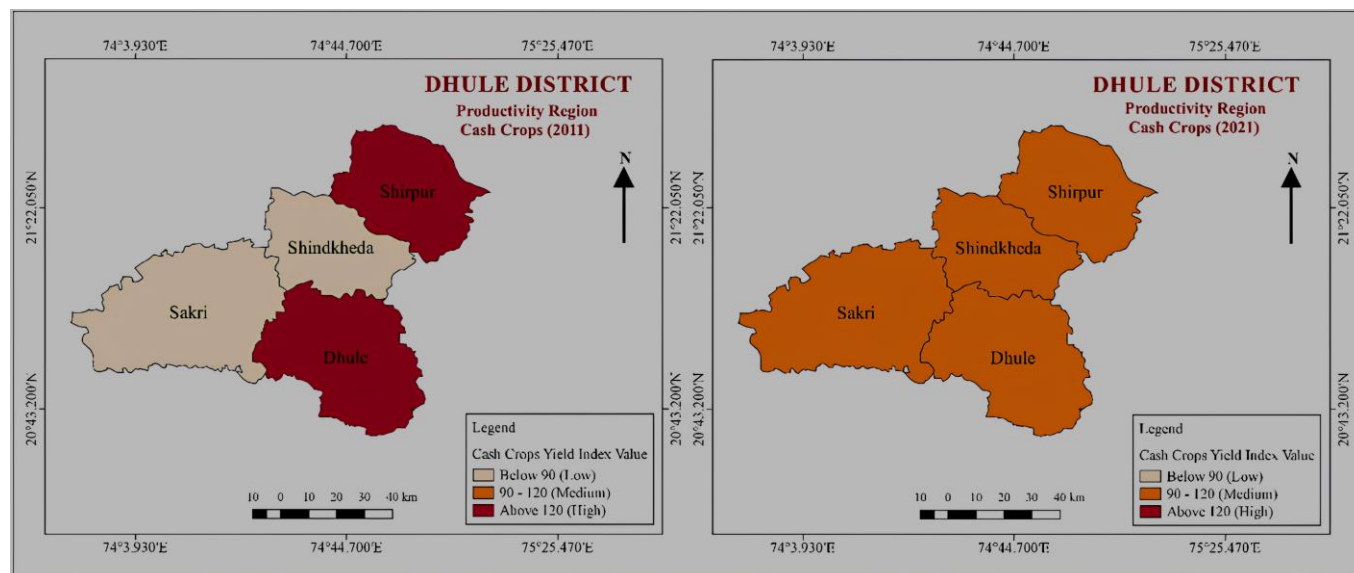 74°3.930'E 74°44.700'E 75°25.470'E
DHULE DISTRICT
Productivity Region
Cash Crops (2011)
N
21°22.050'N
21°22.050'N
Shirpur
Shindkheda
Sakri
Dhule
20°43.200'N
20°43.200'N
Legend
Cash Crops Yield Index Value
Below 90 (Low)
90 - 120 (Medium)
Above 120 (High)
10 0 10 20 30 40 km
74°3.930'E 74°44.700'E 75°25.470'E
74°3.930'E 74°44.700'E 75°25.470'E
DHULE DISTRICT
Productivity Region
Cash Crops (2021)
N
21°22.050'N
Shirpur
Shindkheda
Sakri
Dhule
20°43.200'N
Legend
Cash Crops Yield Index Value
Below 90 (Low)
90 - 120 (Medium)
Above 120 (High)
10 0 10 20 30 40 km
74°3.930'E 74°44.700'E 75°25.470'E